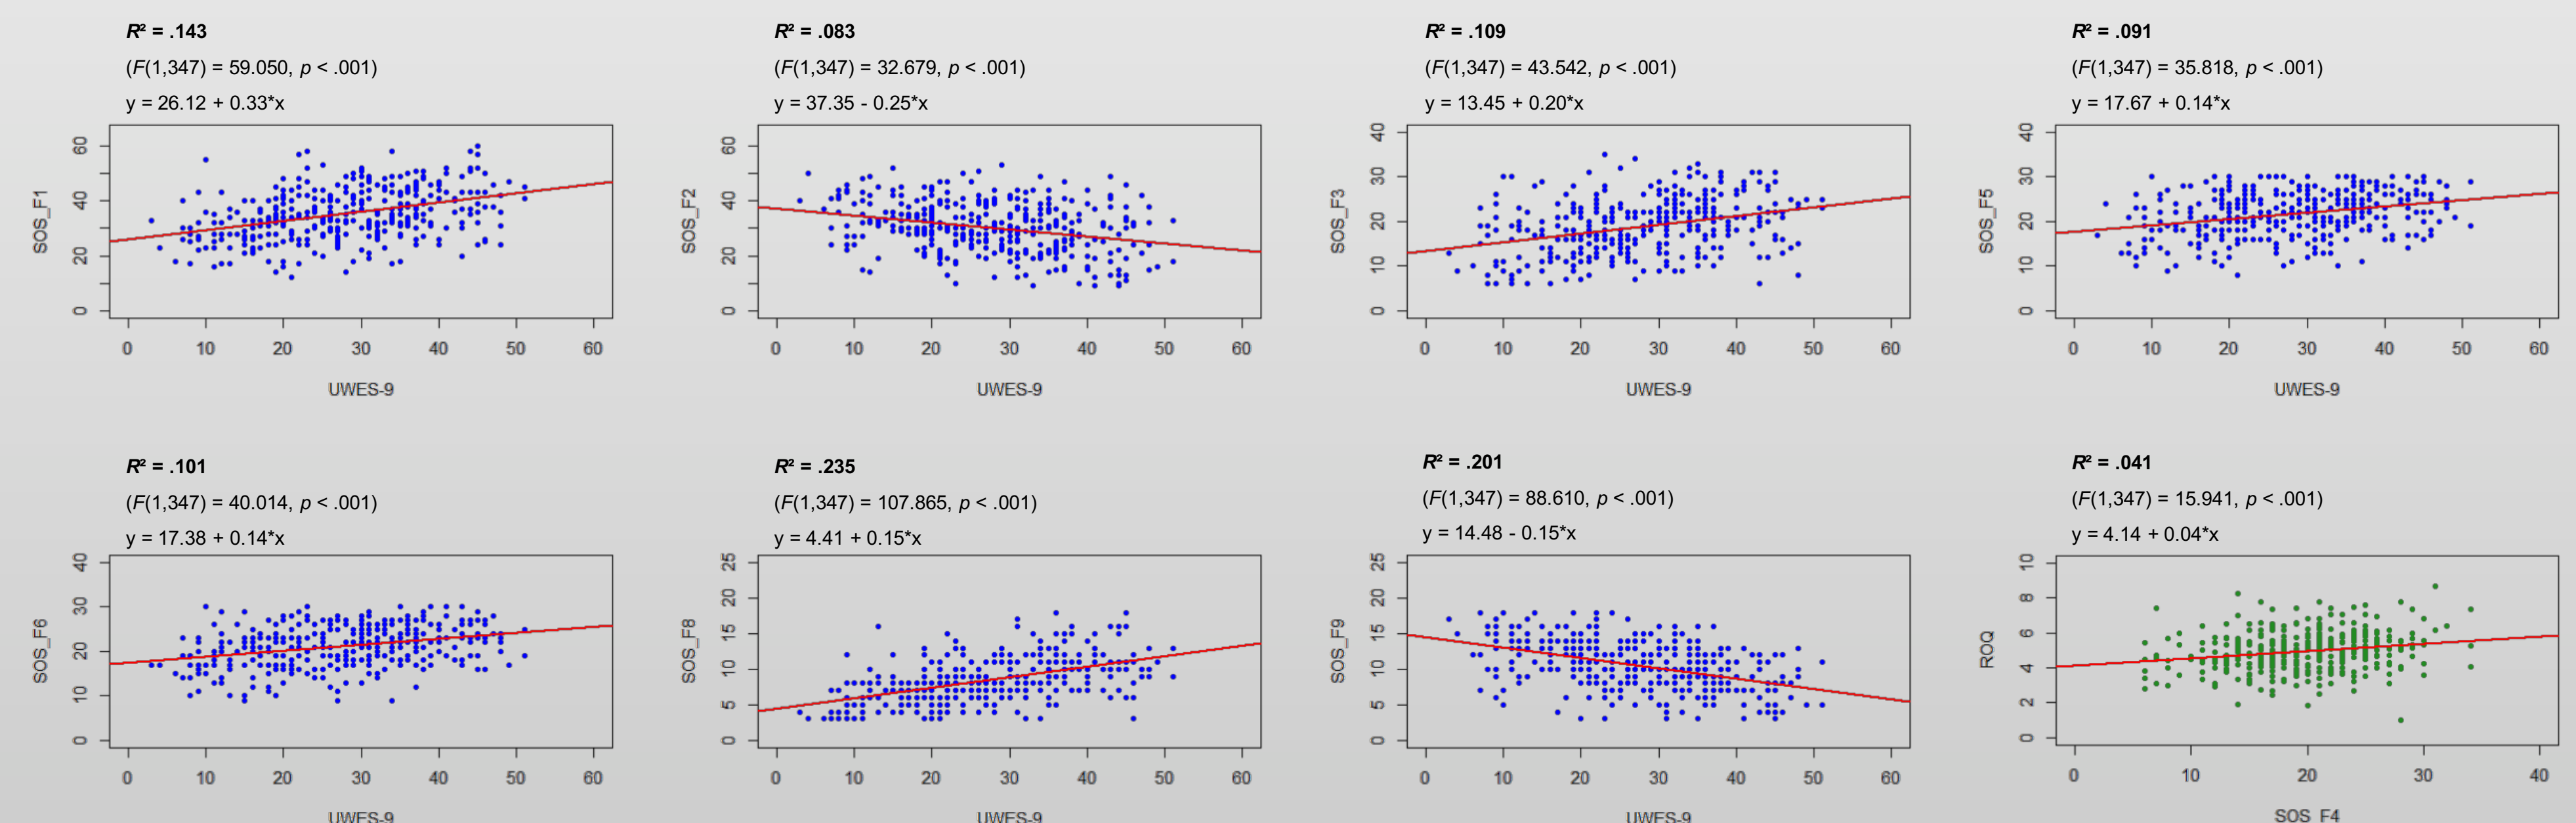 R² = .143
(F(1,347) = 59.050, p < .001)
y = 26.12 + 0.33*x
60
40
20
0
SOS_F1
0 10 20 30 40 50 60
UWES-9
R² = .083
(F(1,347) = 32.679, p < .001)
y = 37.35 - 0.25*x
60
40
20
0
SOS_F2
0 10 20 30 40 50 60
UWES-9
R² = .109
(F(1,347) = 43.542, p < .001)
y = 13.45 + 0.20*x
40
30
20
10
0
SOS_F3
0 10 20 30 40 50 60
UWES-9
R² = .091
(F(1,347) = 35.818, p < .001)
y = 17.67 + 0.14*x
40
30
20
10
0
SOS_F5
0 10 20 30 40 50 60
UWES-9
R² = .101
(F(1,347) = 40.014, p < .001)
y = 17.38 + 0.14*x
40
30
20
10
0
SOS_F6
0 10 20 30 40 50 60
UWES-9
R² = .235
(F(1,347) = 107.865, p < .001)
y = 4.41 + 0.15*x
25
20
15
10
5
0
SOS_F8
0 10 20 30 40 50 60
UWES-9
R² = .201
(F(1,347) = 88.610, p < .001)
y = 14.48 - 0.15*x
25
20
15
10
5
0
SOS_F9
0 10 20 30 40 50 60
UWES-9
R² = .041
(F(1,347) = 15.941, p < .001)
y = 4.14 + 0.04*x
10
8
6
4
2
0
ROQ
0 10 20 30 40
SOS_F4